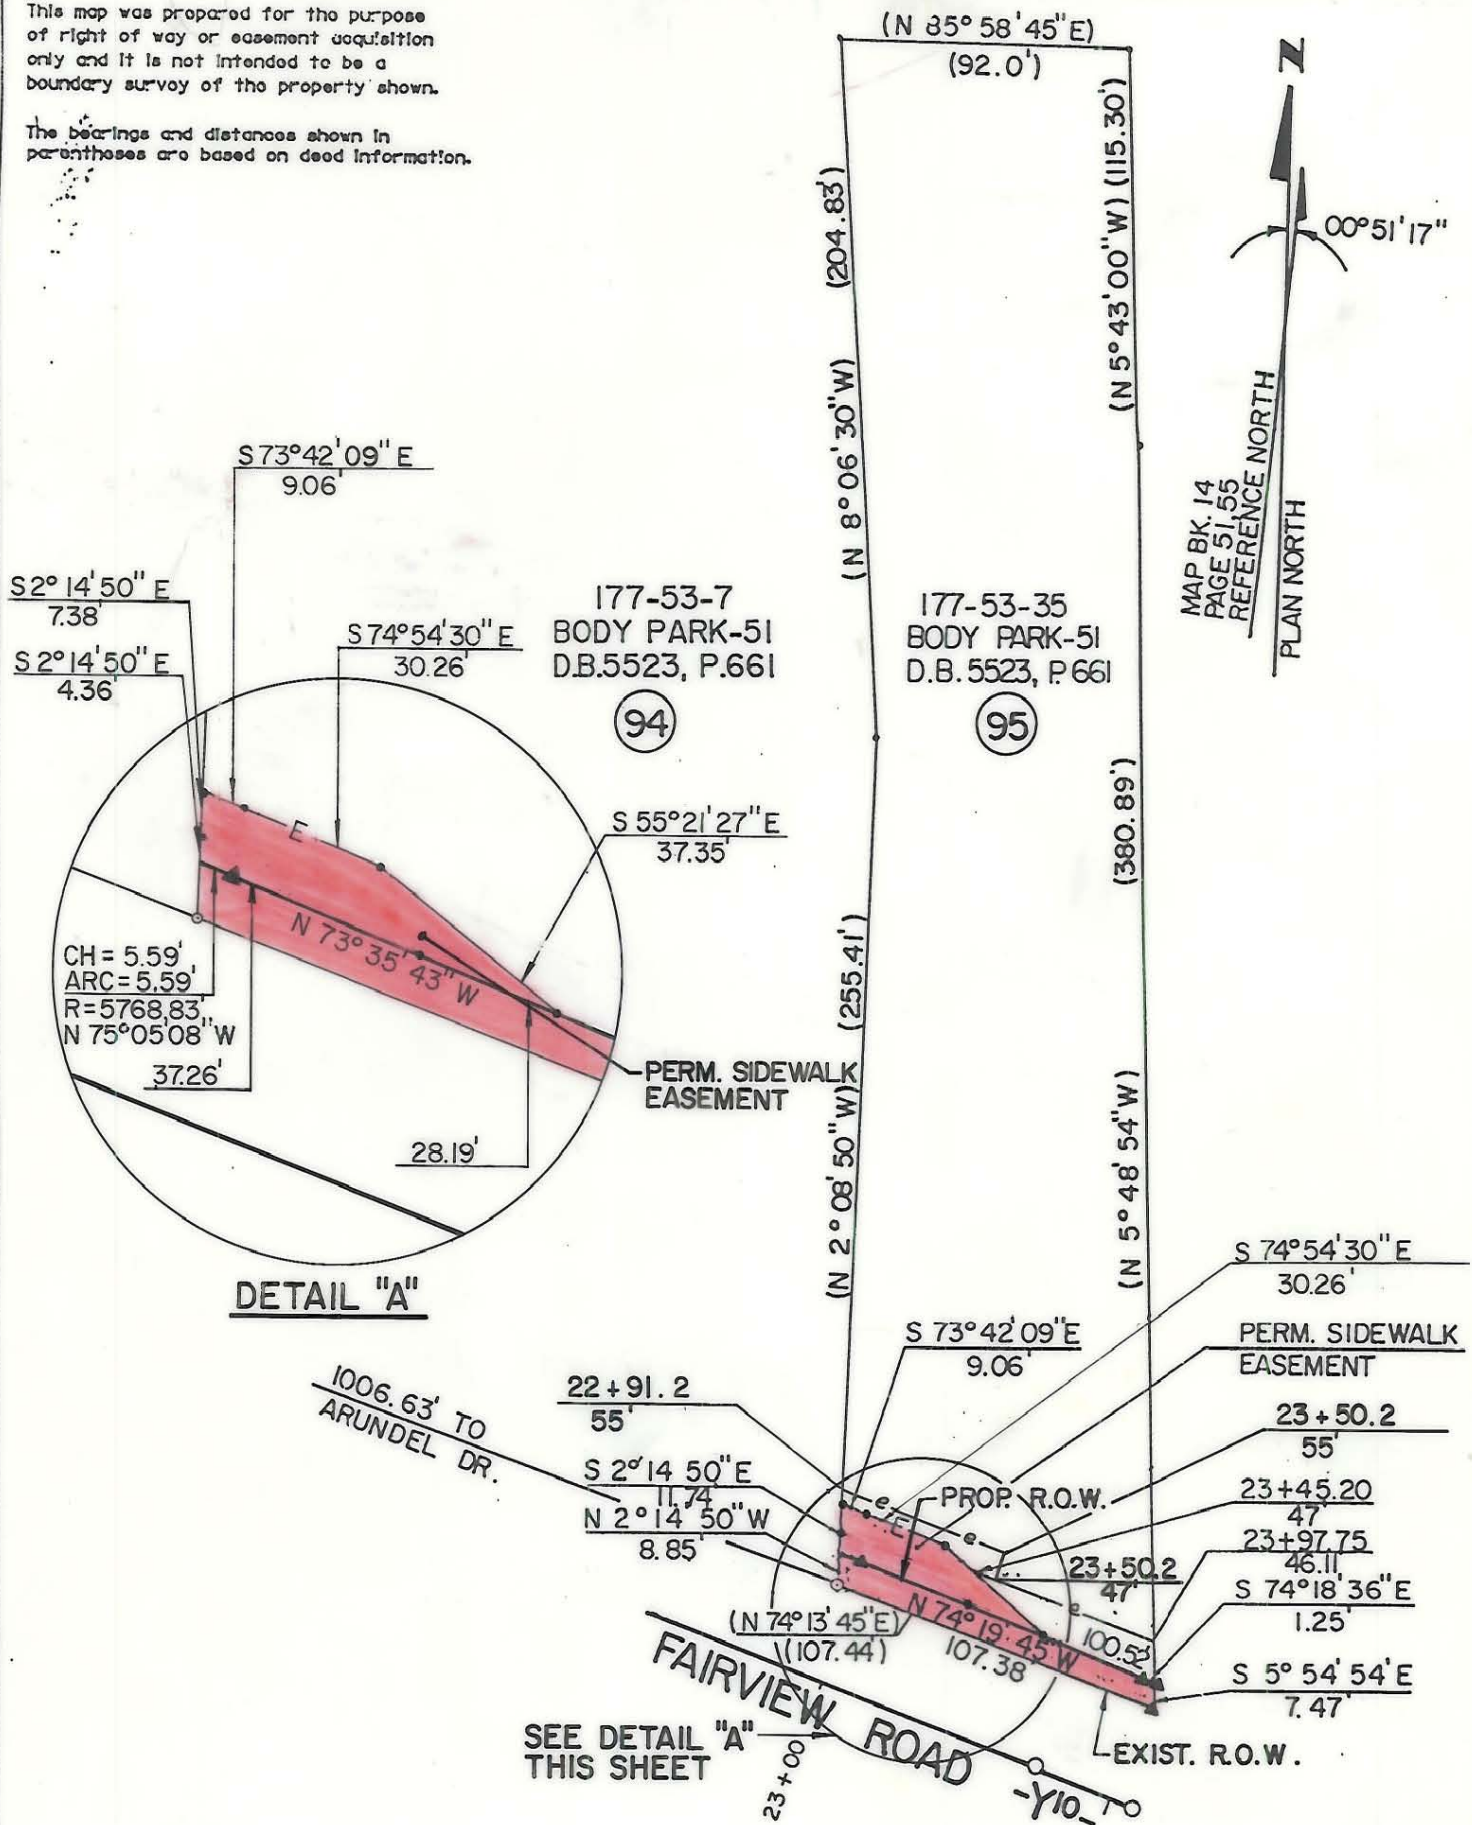 This map was prepared for the purpose
of right of way or easement acquisition
only and it is not intended to be a
boundary survey of the property shown.
The bearings and distances shown in
parentheses are based on deed information.
(N 85° 58' 45" E)
(92.0')
(204.83')
(N 8° 06' 30" W)
(N 5° 43' 00" W) (115.30')
N
00° 51' 17"
MAP BK. 14
PAGE 51,55
REFERENCE NORTH
PLAN NORTH
S 73° 42' 09" E
9.06'
S 2° 14' 50" E
7.38'
S 2° 14' 50" E
4.36'
S 74° 54' 30" E
30.26'
177-53-7
BODY PARK-51
D.B. 5523, P. 661
94
177-53-35
BODY PARK-51
D.B. 5523, P. 661
95
S 55° 21' 27" E
37.35'
E
N 73° 35' 43" W
CH = 5.59'
ARC = 5.59'
R = 5768.83'
N 75° 05' 08" W
37.26'
28.19'
PERM. SIDEWALK
EASEMENT
DETAIL "A"
(255.41')
(N 2° 08' 50" W)
(380.89')
(N 5° 48' 54" W)
S 74° 54' 30" E
30.26'
PERM. SIDEWALK
EASEMENT
S 73° 42' 09" E
9.06'
22+91.2
55'
23+50.2
55'
1006.63' TO
ARUNDEL DR.
S 2° 14' 50" E
11.74
N 2° 14' 50" W
8.85'
e
E
e
PROP. R.O.W.
23+45.20
47'
23+97.75
46.11'
23+50.2
47'
S 74° 18' 36" E
1.25'
e
(N 74° 13' 45" E)
(107.44')
N 74° 19' 45" W
107.38
100.52'
S 5° 54' 54' E
7.47'
FAIRVIEW ROAD
SEE DETAIL "A"
THIS SHEET
23+00
EXIST. R.O.W.
-Y10-